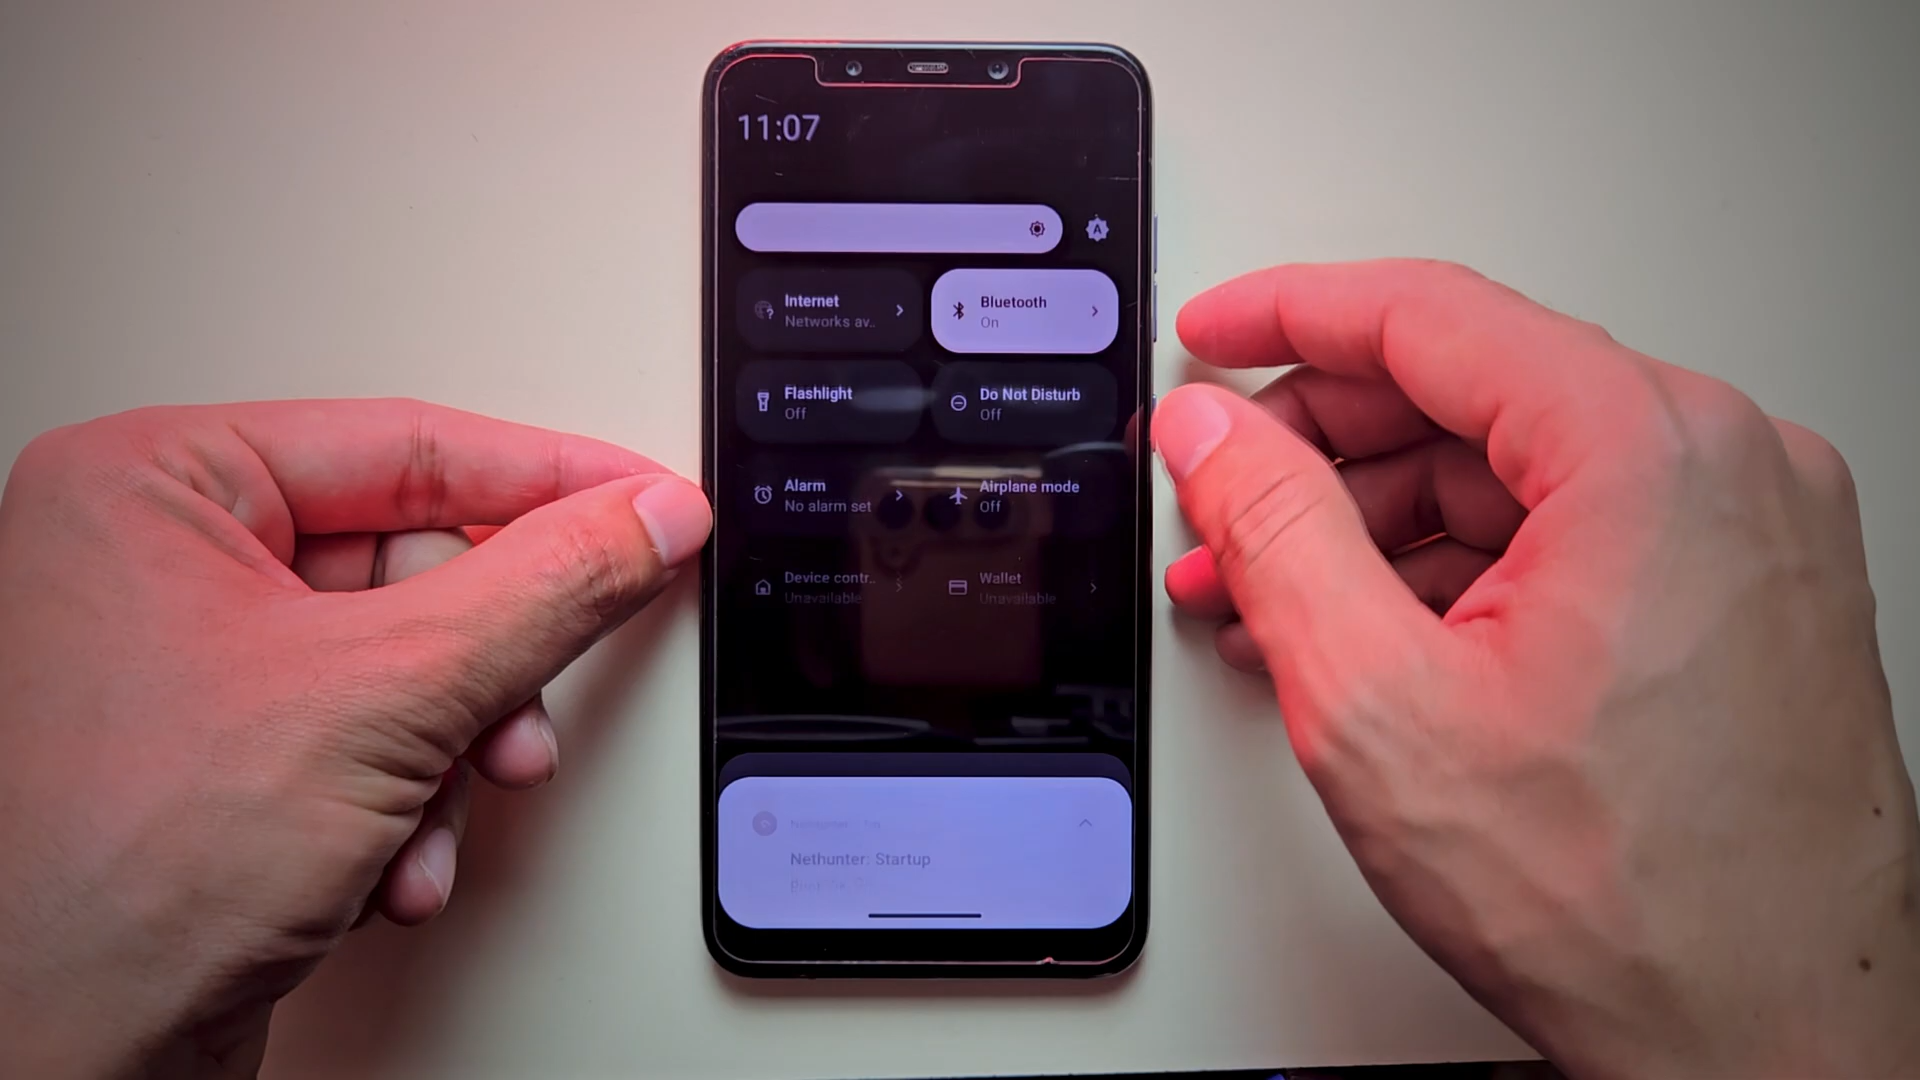 11:07
A
Internet
Networks av..
Bluetooth
On
Flashlight
Off
Do Not Disturb
Off
Alarm
No alarm set
Airplane mode
Off
Device contr..
Unavailable
Wallet
Unavailable
Nethunter: Startup